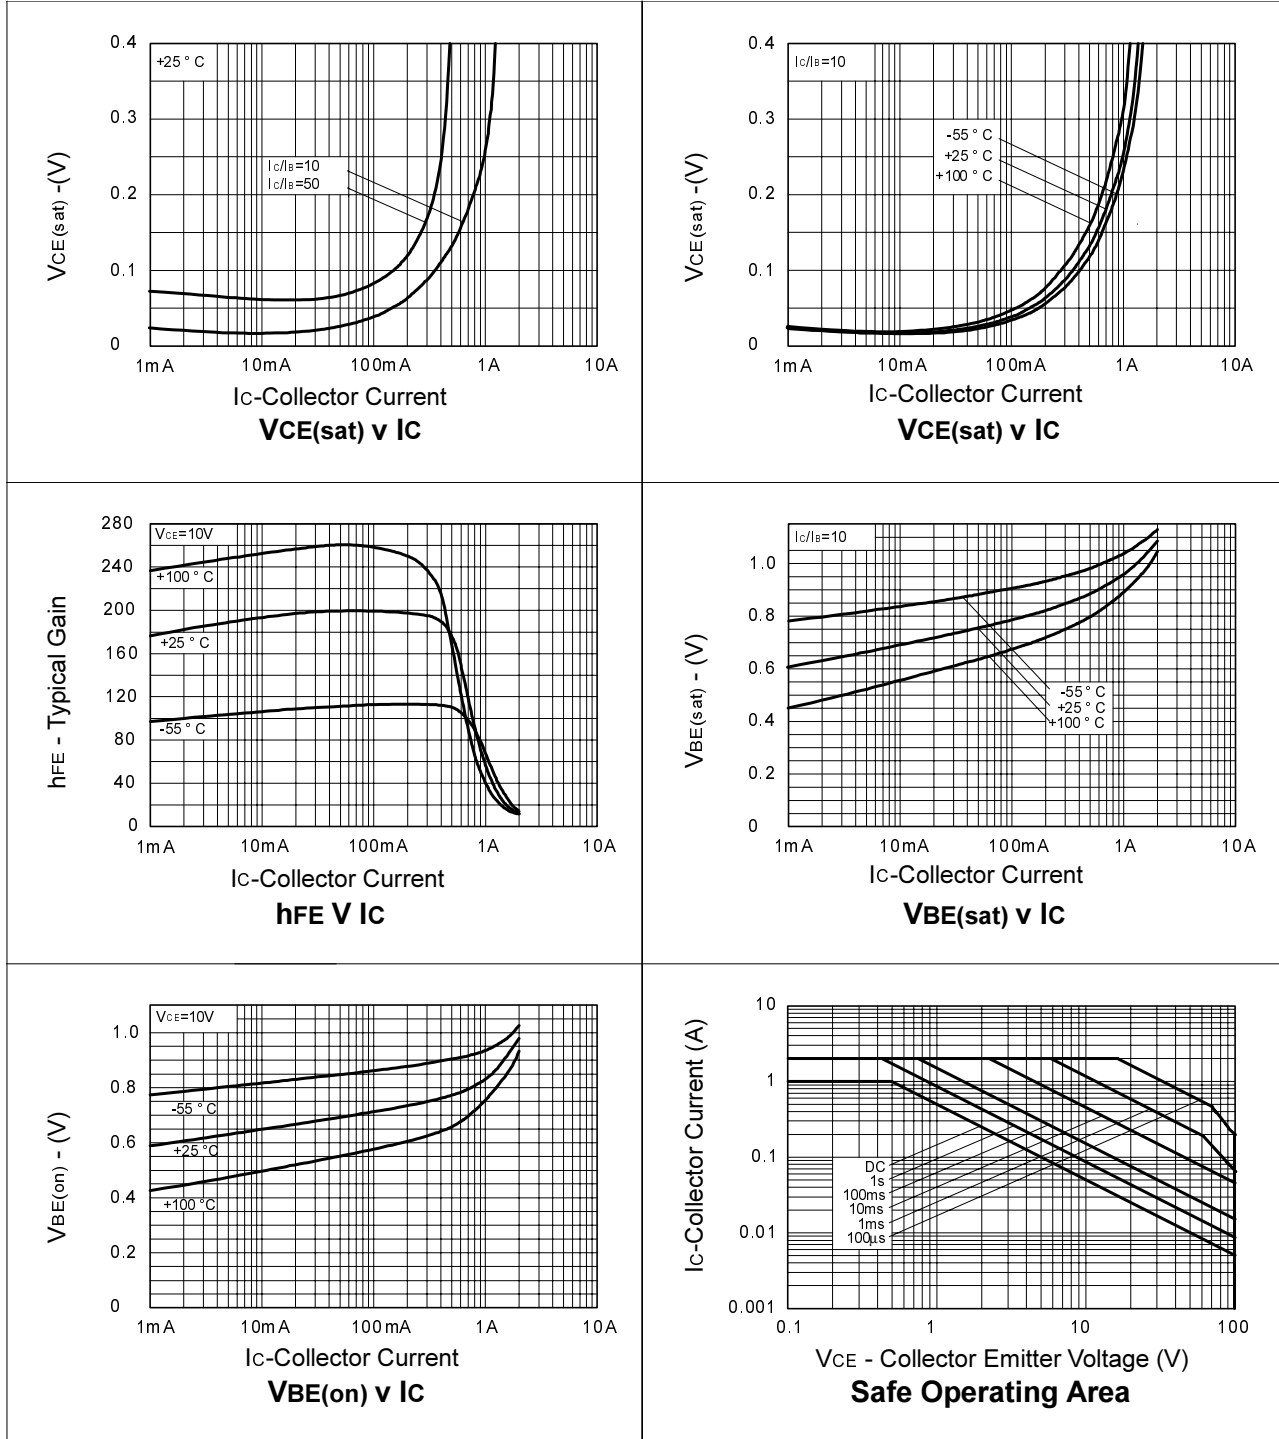 0.4
+25 ° C
0.3
IC/IB=10
IC/IB=50
0.2
0.1
0
VCE(sat) -(V)
1mA 10mA 100mA 1A 10A
IC-Collector Current
VCE(sat) v IC
0.4
IC/IB=10
0.3
-55 ° C
+25 ° C
+100 ° C
0.2
0.1
0
VCE(sat) -(V)
1mA 10mA 100mA 1A 10A
IC-Collector Current
VCE(sat) v IC
280
VCE=10V
240
+100 ° C
200
+25 ° C
160
120
-55 ° C
80
40
0
hFE - Typical Gain
1mA 10mA 100mA 1A 10A
IC-Collector Current
hFE V IC
IC/IB=10
1.0
0.8
0.6
-55 ° C
+25 ° C
+100 ° C
0.4
0.2
0
VBE(sat) - (V)
1mA 10mA 100mA 1A 10A
IC-Collector Current
VBE(sat) v IC
VCE=10V
1.0
0.8
-55 ° C
0.6
+25 °C
0.4
+100 ° C
0.2
0
VBE(on) - (V)
1mA 10mA 100mA 1A 10A
IC-Collector Current
VBE(on) v IC
10
1
0.1
DC
1s
100ms
10ms
1ms
100µs
0.01
0.001
IC-Collector Current (A)
0.1 1 10 100
VCE - Collector Emitter Voltage (V)
Safe Operating Area